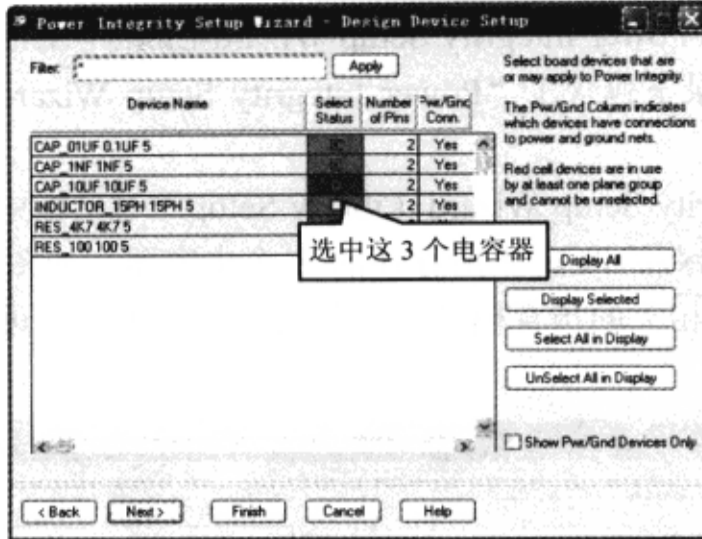 Power Integrity Setup Wizard - Design Device Setup
Filter: *
Apply
Device Name
Select Status
Number of Pins
Pwr/Gnd Conn.
CAP_01UF 0.1UF 5 2 Yes
CAP_1NF 1NF 5 2 Yes
CAP_10UF 10UF 5 2 Yes
INDUCTOR_15PH 15PH 5
RES_4K7 4K7 5
RES_100 100 5
选中这 3 个电容器
Select board devices that are
or may apply to Power Integrity.
The Pwr/Gnd Column indicates
which devices have connections
to power and ground nets.
Red cell devices are in use
by at least one plane group
and cannot be unselected.
Display All
Display Selected
Select All in Display
UnSelect All in Display
Show Pwr/Gnd Devices Only
< Back
Next >
Finish
Cancel
Help